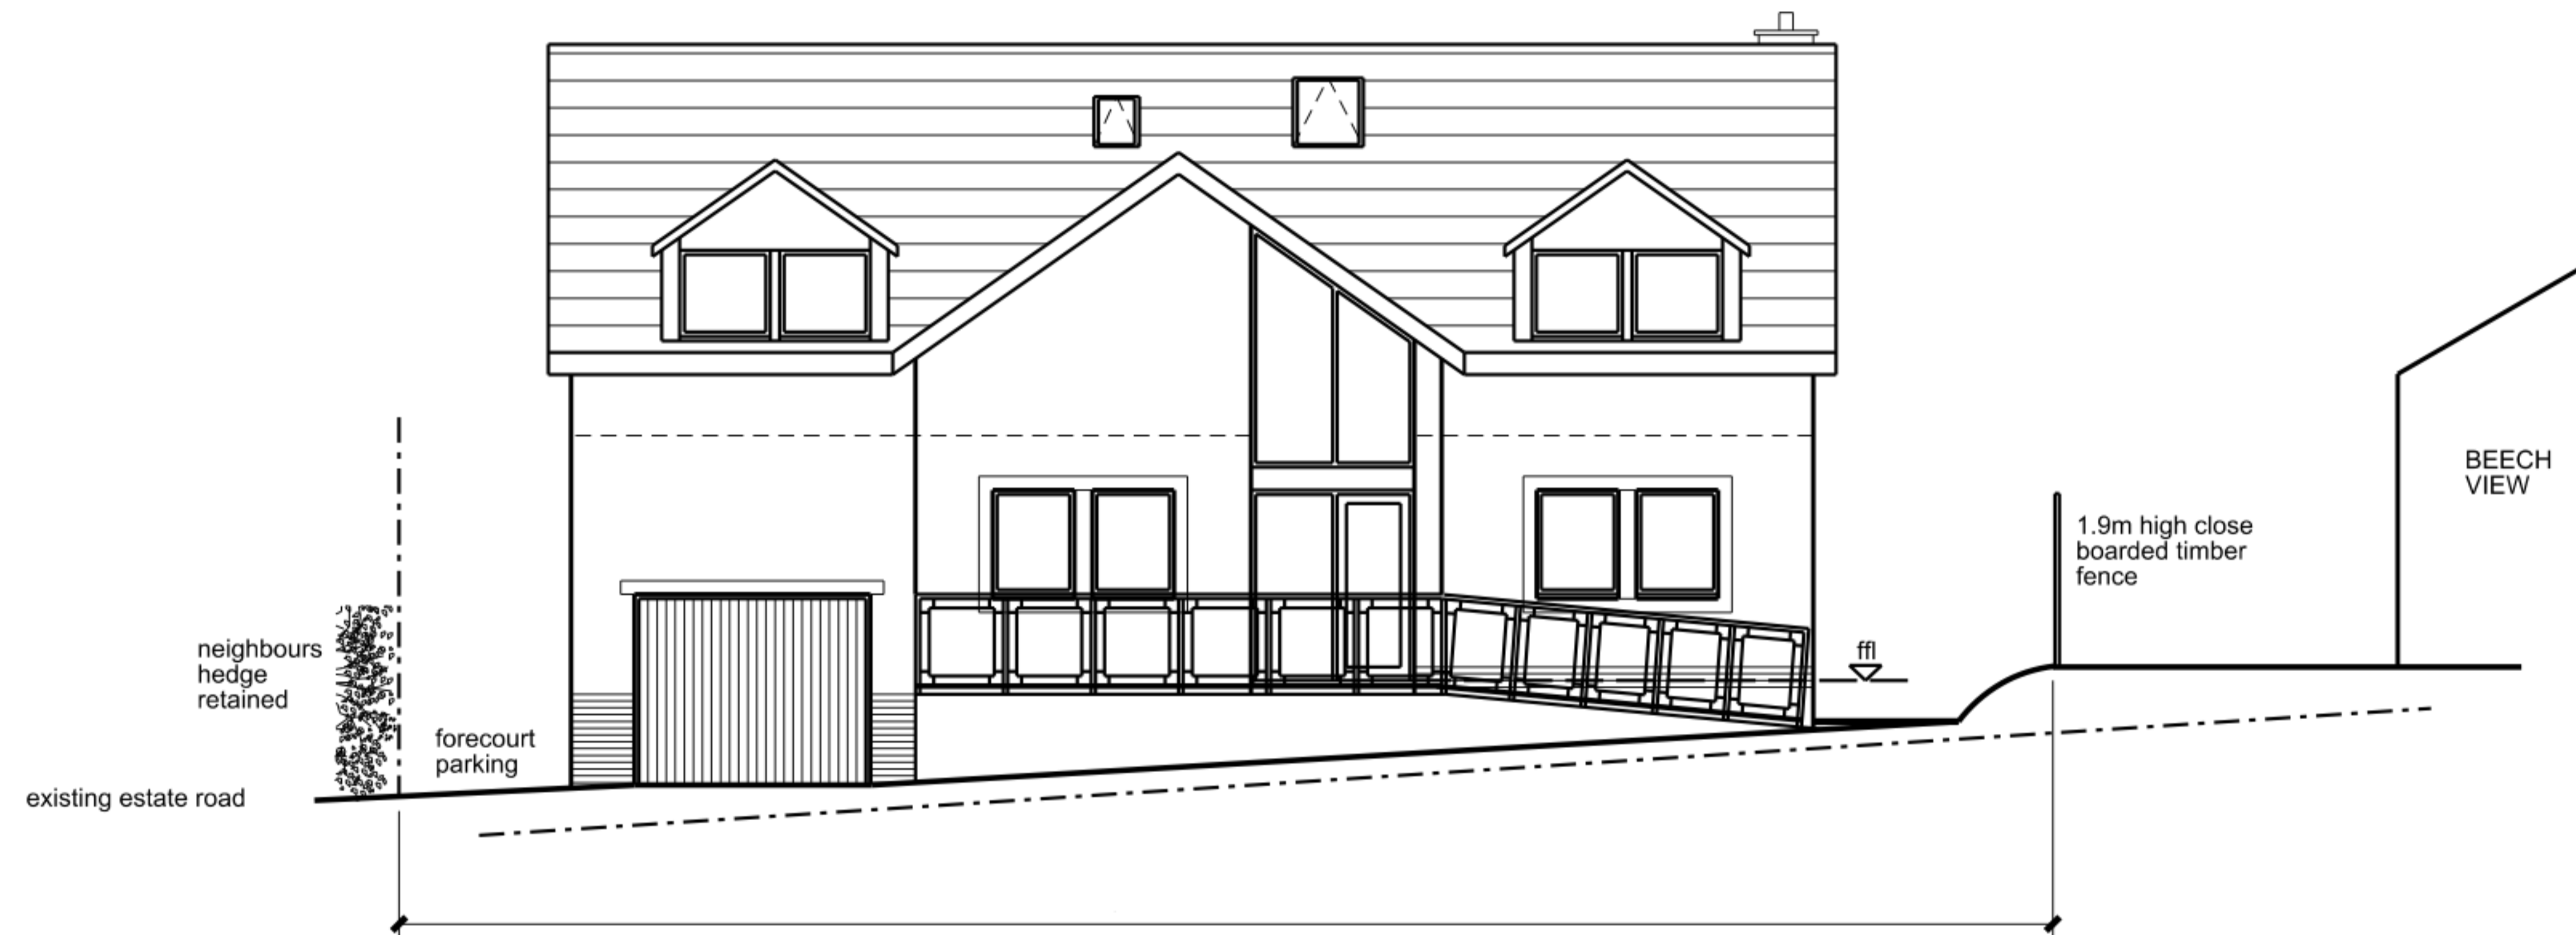 BEECH
VIEW
1.9m high close
boarded timber
fence
neighbours
hedge
retained
ffl
forecourt
parking
existing estate road